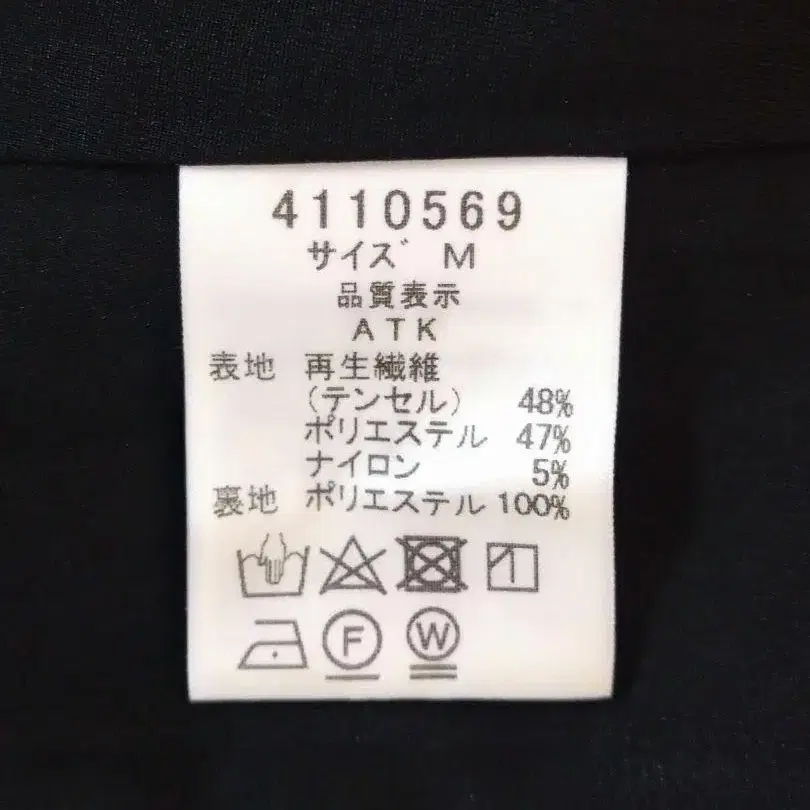 4110569
サイズ M
品質表示
ATK
表地 再生繊維
(テンセル) 48%
ポリエステル 47%
ナイロン 5%
裏地 ポリエステル 100%
F W